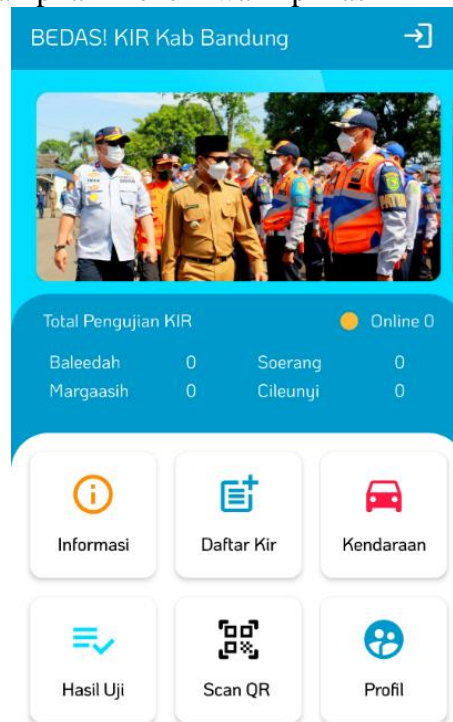 BEDAS! KIR Kab Bandung
Total Pengujian KIR Online 0
Baleedah 0 Soerang 0
Margaasih 0 Cileunyi 0
Informasi Daftar Kir Kendaraan
Hasil Uji Scan QR Profil